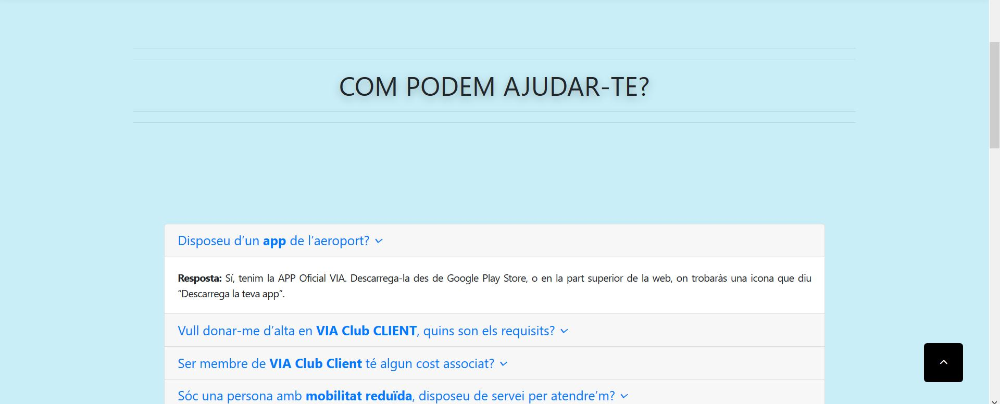 COM PODEM AJUDAR-TE?
Disposeu d’un app de l’aeroport?
Resposta: Sí, tenim la APP Oficial VIA. Descarrega-la des de Google Play Store, o en la part superior de la web, on trobaràs una icona que diu
“Descarrega la teva app”.
Vull donar-me d’alta en VIA Club CLIENT, quins son els requisits?
Ser membre de VIA Club Client té algun cost associat?
Sóc una persona amb mobilitat reduïda, disposeu de servei per atendre’m?